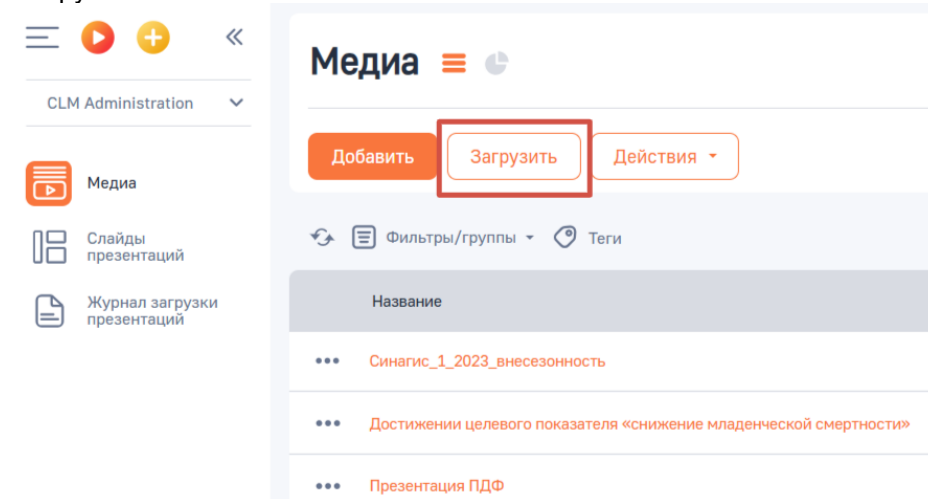 Медиа
CLM Administration
Добавить
Загрузить
Действия
Медиа
Слайды
презентаций
Журнал загрузки
презентаций
Фильтры/группы
Теги
Название
Синагис_1_2023_внесезонность
Достижении целевого показателя «снижение младенческой смертности»
Презентация ПДФ